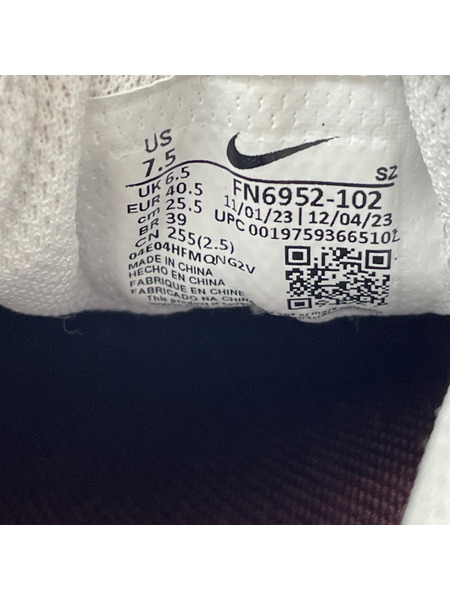 US
7.5
SZ
UK 6.5
EUR 40.5
cm 25.5
BR 39
CN 255(2.5)
FN6952-102
11/01/23 | 12/04/23
UPC 00197593665102
04E04HFMQNG2V
MADE IN CHINA
HECHO EN CHINA
FABRIQUE EN CHINE
FABRICADO EN CHINA